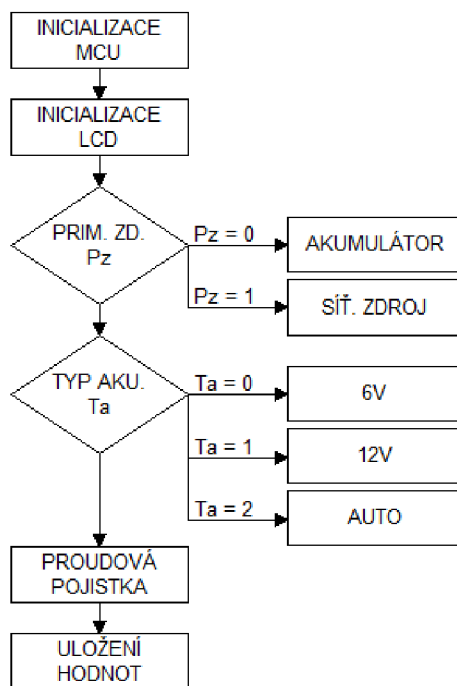 INICIALIZACE
MCU
INICIALIZACE
LCD
PRIM. ZD.
Pz
Pz = 0
AKUMULÁTOR
Pz = 1
SÍŤ. ZDROJ
TYP AKU.
Ta
Ta = 0
6V
Ta = 1
12V
Ta = 2
AUTO
PROUDOVÁ
POJISTKA
ULOŽENÍ
HODNOT